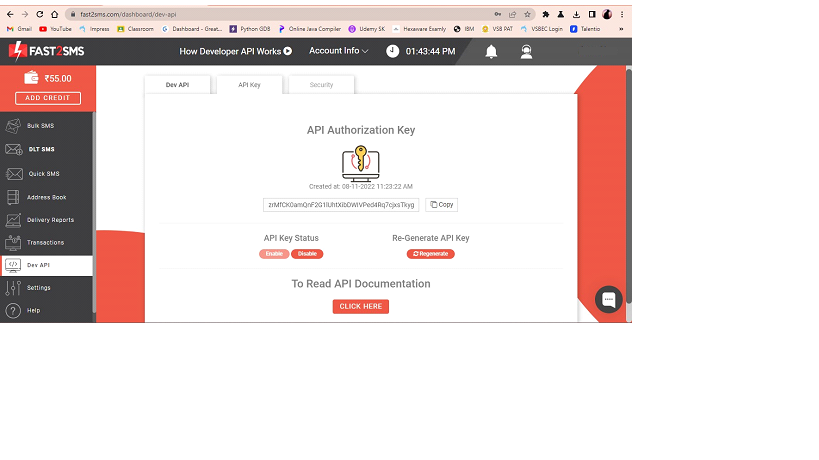 fast2sms.com/dashboard/dev-api
Gmail YouTube Impress Classroom Dashboard - Great... Python GDB Online Java Compiler Udemy SK Hexaware Examly IBM VSB PAT VSBEC Login Talentio »
FAST2SMS How Developer API Works Account Info 01:43:44 PM
₹55.00
ADD CREDIT
Bulk SMS
DLT SMS
Quick SMS
Address Book
Delivery Reports
Transactions
Dev API
Settings
Help
Dev API API Key Security
API Authorization Key
Created at: 08-11-2022 11:23:22 AM
Copy
API Key Status Re-Generate API Key
Enable Disable Regenerate
To Read API Documentation
CLICK HERE